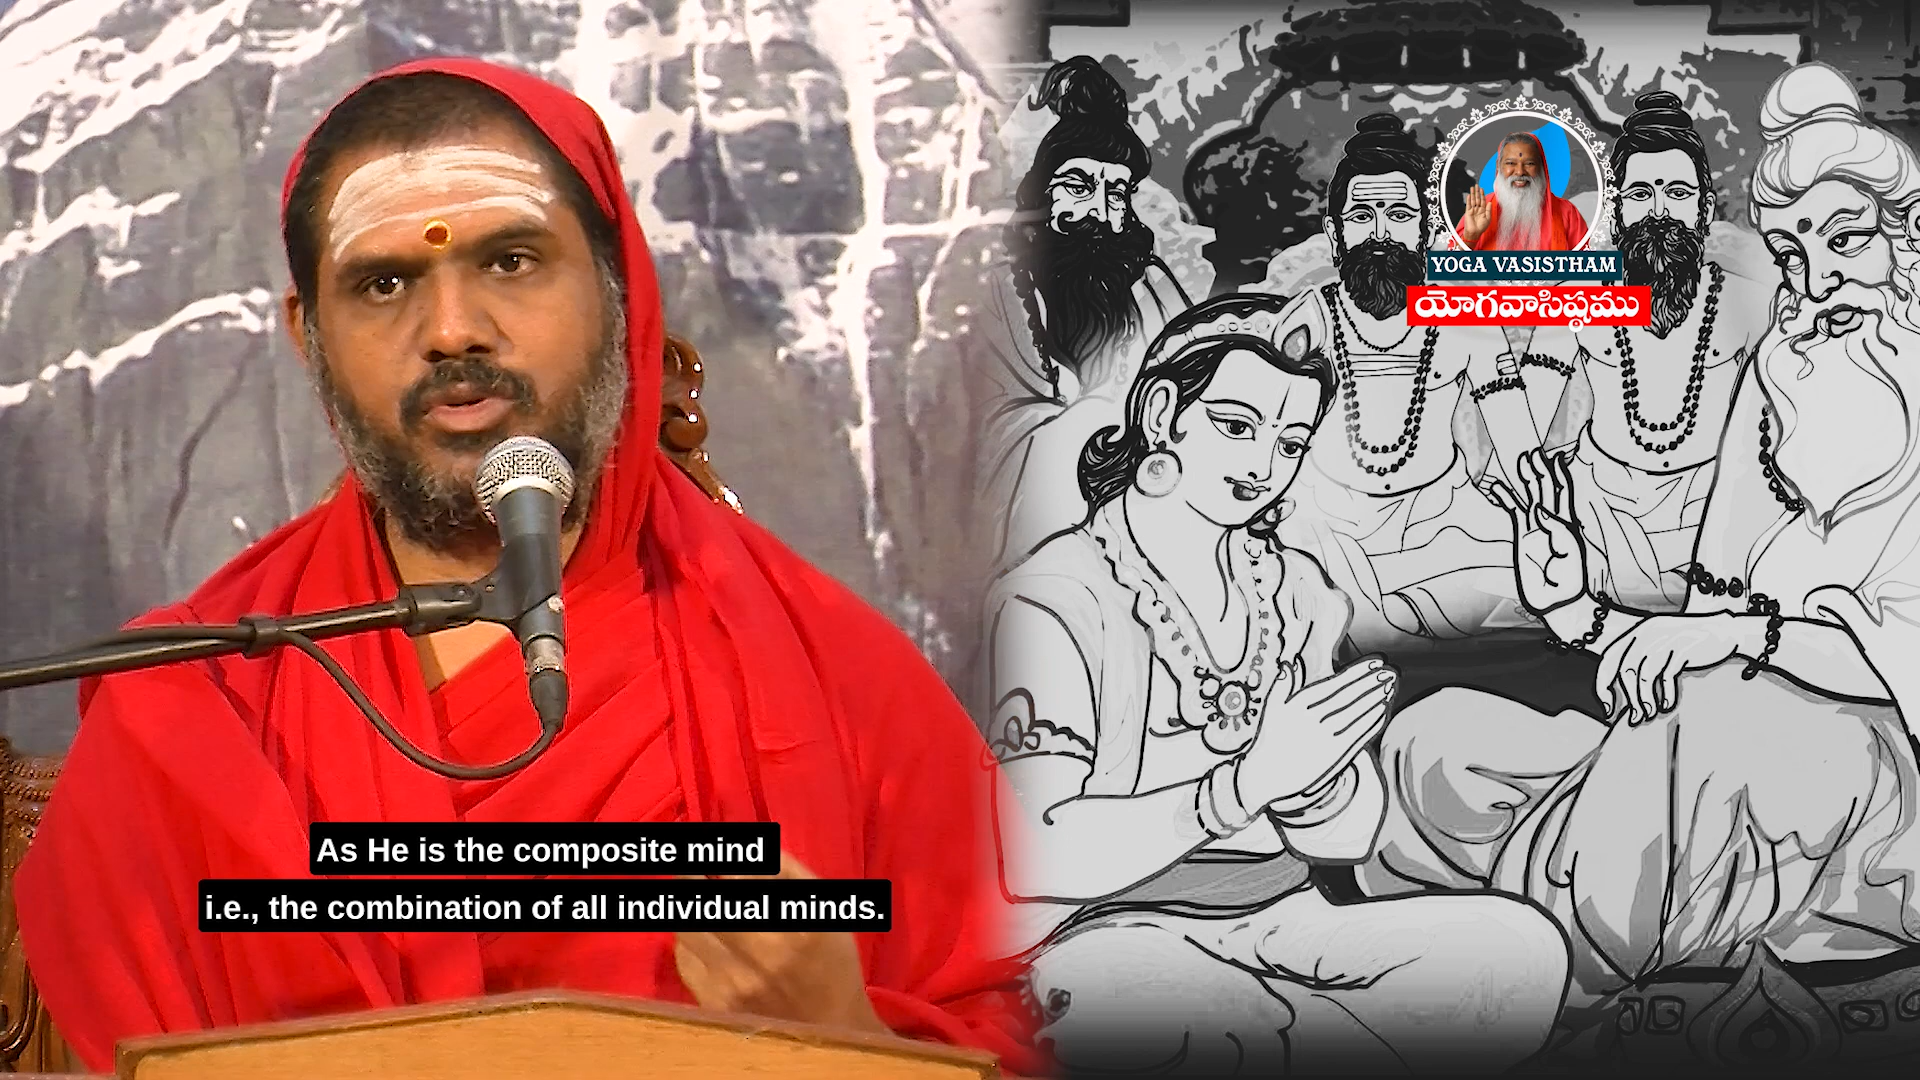 YOGA VASISTHAM
యోగవాసిష్ఠము
As He is the composite mind
i.e., the combination of all individual minds.